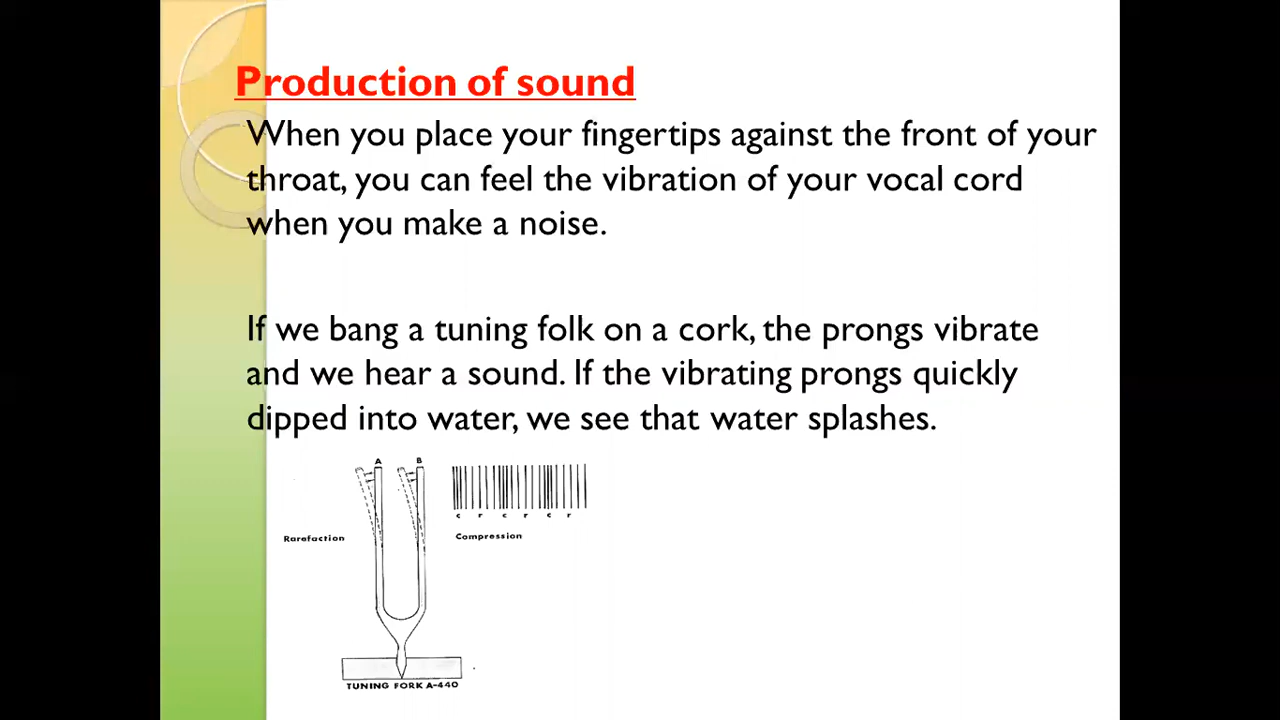 Production of sound
When you place your fingertips against the front of your
throat, you can feel the vibration of your vocal cord
when you make a noise.
If we bang a tuning folk on a cork, the prongs vibrate
and we hear a sound. If the vibrating prongs quickly
dipped into water, we see that water splashes.
A B
c r c r c r
Rarefaction
Compression
TUNING FORK A-440